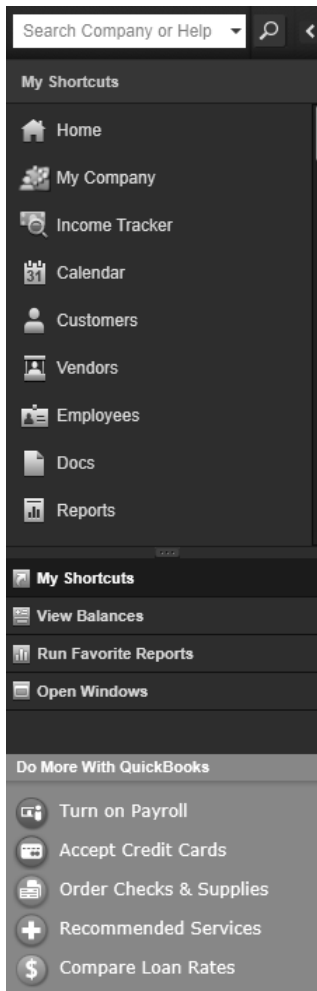 Search Company or Help
My Shortcuts
Home
My Company
Income Tracker
31 Calendar
Customers
Vendors
Employees
Docs
Reports
My Shortcuts
View Balances
Run Favorite Reports
Open Windows
Do More With QuickBooks
Turn on Payroll
Accept Credit Cards
Order Checks & Supplies
Recommended Services
$ Compare Loan Rates